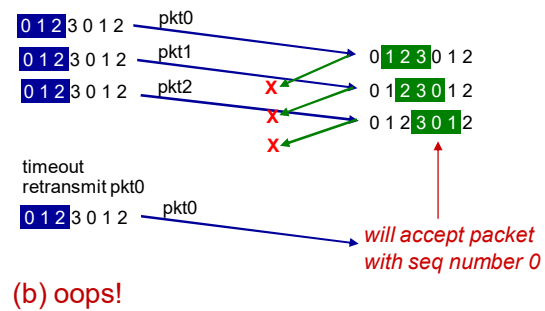 0 1 2 3 0 1 2 pkt0
0 1 2 3 0 1 2
0 1 2 3 0 1 2 pkt1
X
0 1 2 3 0 1 2
0 1 2 3 0 1 2 pkt2
X
0 1 2 3 0 1 2
X
timeout
retransmit pkt0
0 1 2 3 0 1 2 pkt0
will accept packet
with seq number 0
(b) oops!